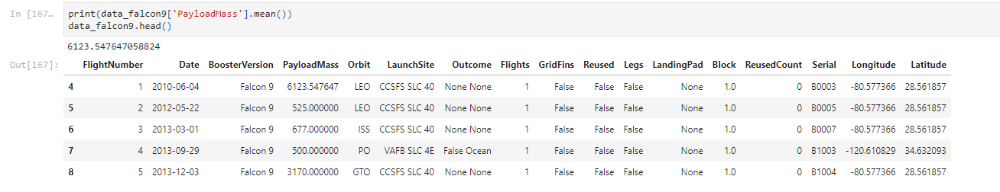 In [167...
print(data_falcon9['PayloadMass'].mean())
data_falcon9.head()
6123.547647058824
Out[167]:
FlightNumber Date BoosterVersion PayloadMass Orbit LaunchSite Outcome Flights GridFins Reused Legs LandingPad Block ReusedCount Serial Longitude Latitude
4 1 2010-06-04 Falcon 9 6123.547647 LEO CCSFS SLC 40 None None 1 False False False None 1.0 0 B0003 -80.577366 28.561857
5 2 2012-05-22 Falcon 9 525.000000 LEO CCSFS SLC 40 None None 1 False False False None 1.0 0 B0005 -80.577366 28.561857
6 3 2013-03-01 Falcon 9 677.000000 ISS CCSFS SLC 40 None None 1 False False False None 1.0 0 B0007 -80.577366 28.561857
7 4 2013-09-29 Falcon 9 500.000000 PO VAFB SLC 4E False Ocean 1 False False False None 1.0 0 B1003 -120.610829 34.632093
8 5 2013-12-03 Falcon 9 3170.000000 GTO CCSFS SLC 40 None None 1 False False False None 1.0 0 B1004 -80.577366 28.561857